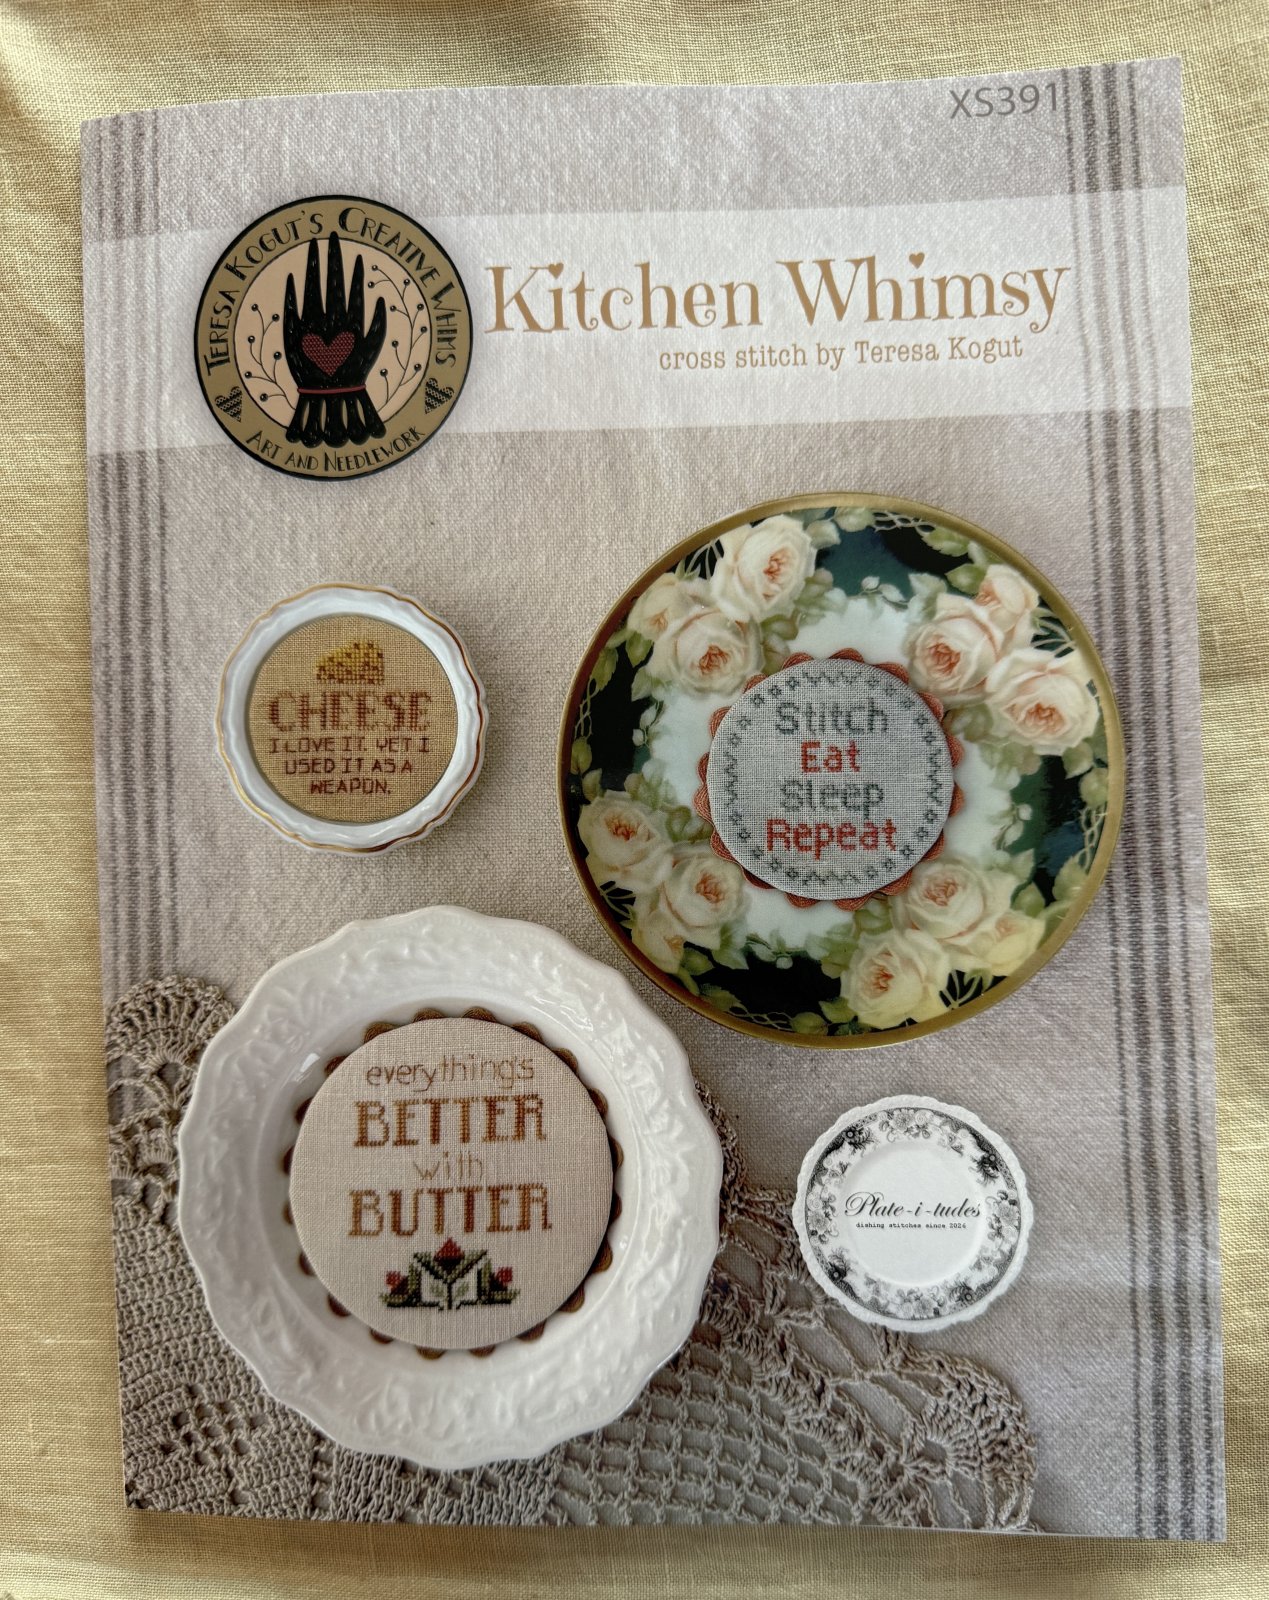 XS391
TERESA KOGUT'S CREATIVE WHIMS
ART AND NEEDLEWORK
Kitchen Whimsy
cross stitch by Teresa Kogut
CHEESE
I LOVE IT, YET I
USED IT AS A
WEAPON.
Stitch
Eat
Sleep
Repeat
everything's
BETTER
with
BUTTER
Plate-i-tudes
dishing stitches since 2026